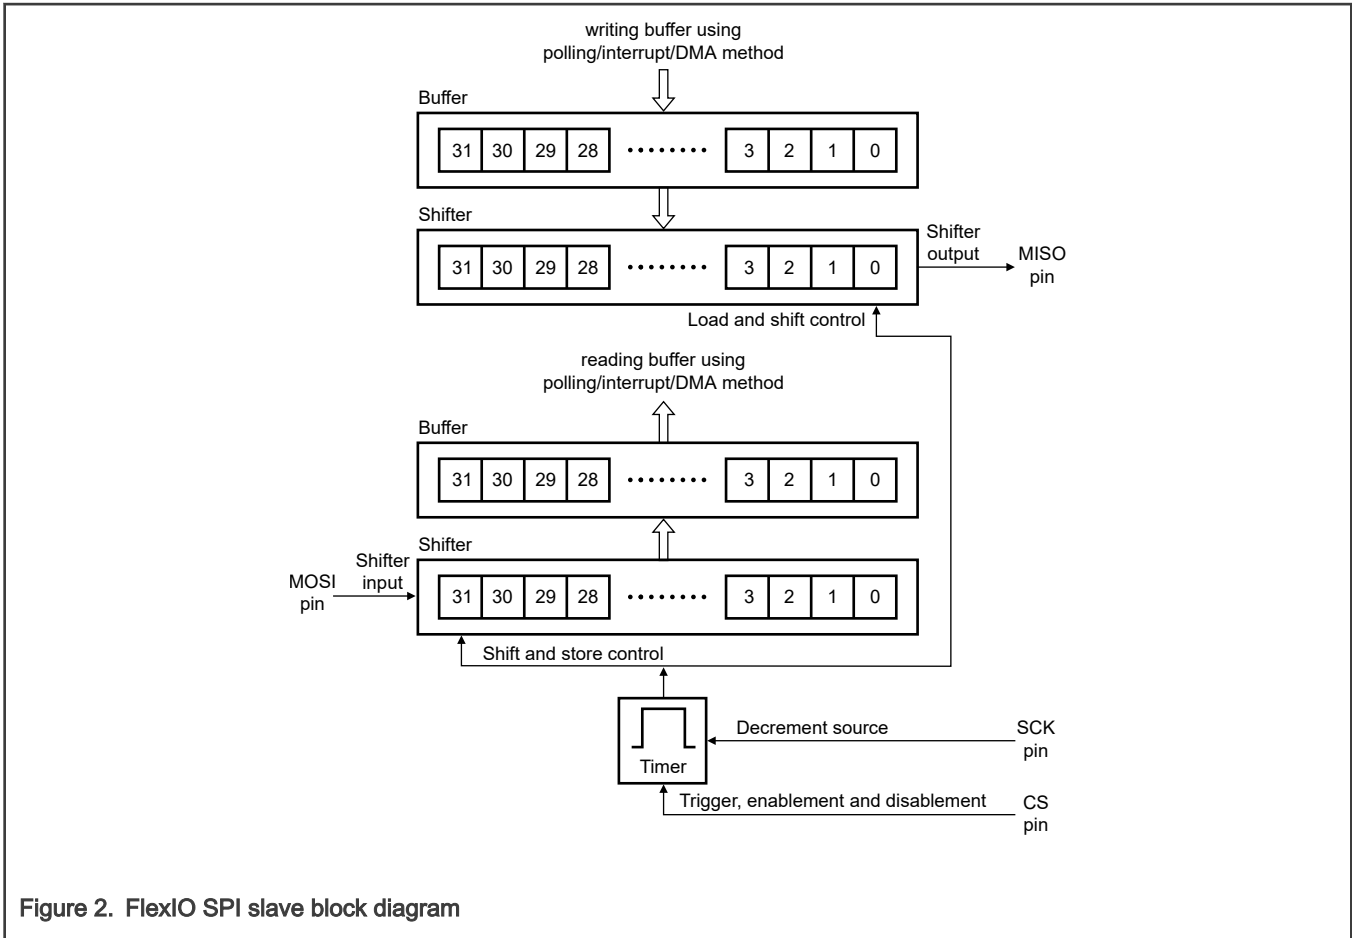 writing buffer using
polling/interrupt/DMA method
Buffer
31 30 29 28 ........ 3 2 1 0
Shifter
31 30 29 28 ........ 3 2 1 0
Shifter
output
MISO
pin
Load and shift control
reading buffer using
polling/interrupt/DMA method
Buffer
31 30 29 28 ........ 3 2 1 0
Shifter
MOSI
pin
Shifter
input
31 30 29 28 ........ 3 2 1 0
Shift and store control
Timer
Decrement source
SCK
pin
Trigger, enablement and disablement
CS
pin
Figure 2. FlexIO SPI slave block diagram